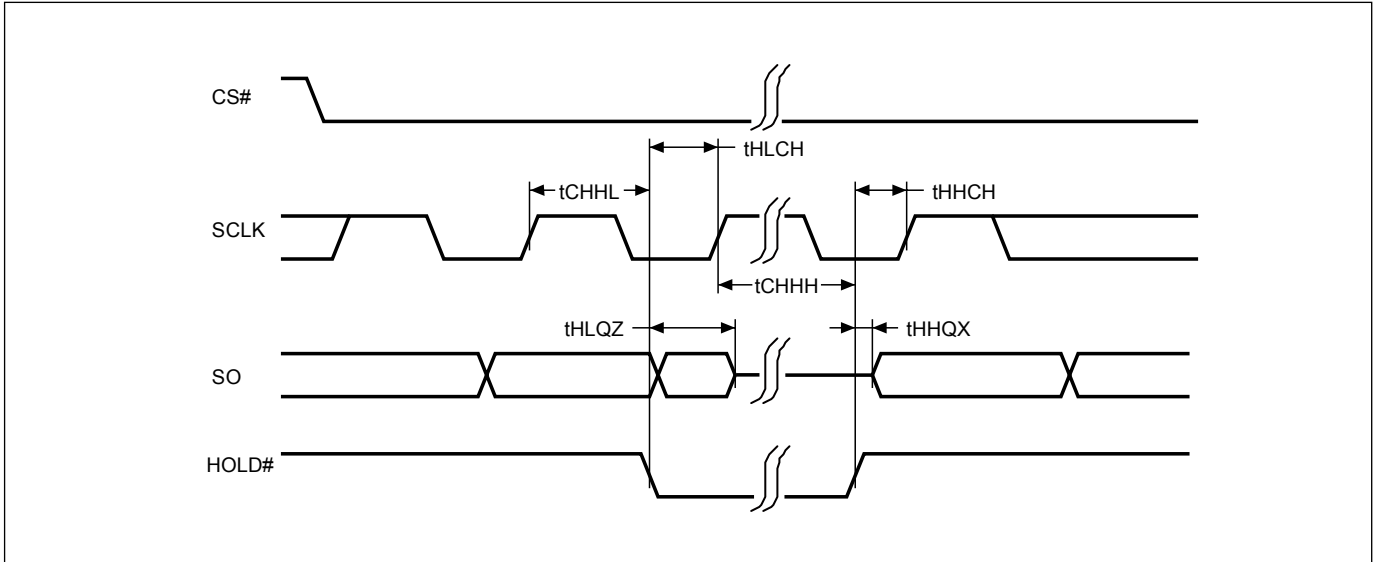 CS#
tHLCH
tCHHL
tHHCH
SCLK
tCHHH
tHLQZ
tHHQX
SO
HOLD#